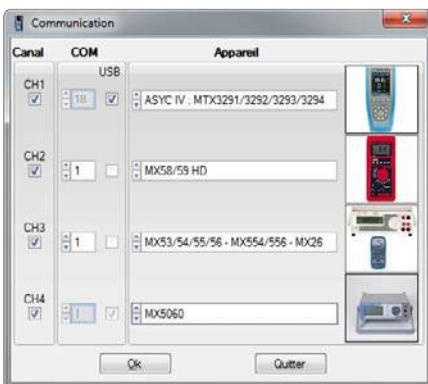 Communication
Canal COM Appared
USB
CH1
18 ASYC IV : MTX3291/3292/3293/3294
CH2
1 MX58/59 HD
CH3
1 MX53/54/55/56 - MX554/556 - MX26
CH4
1 MX5060
Ok Quitter